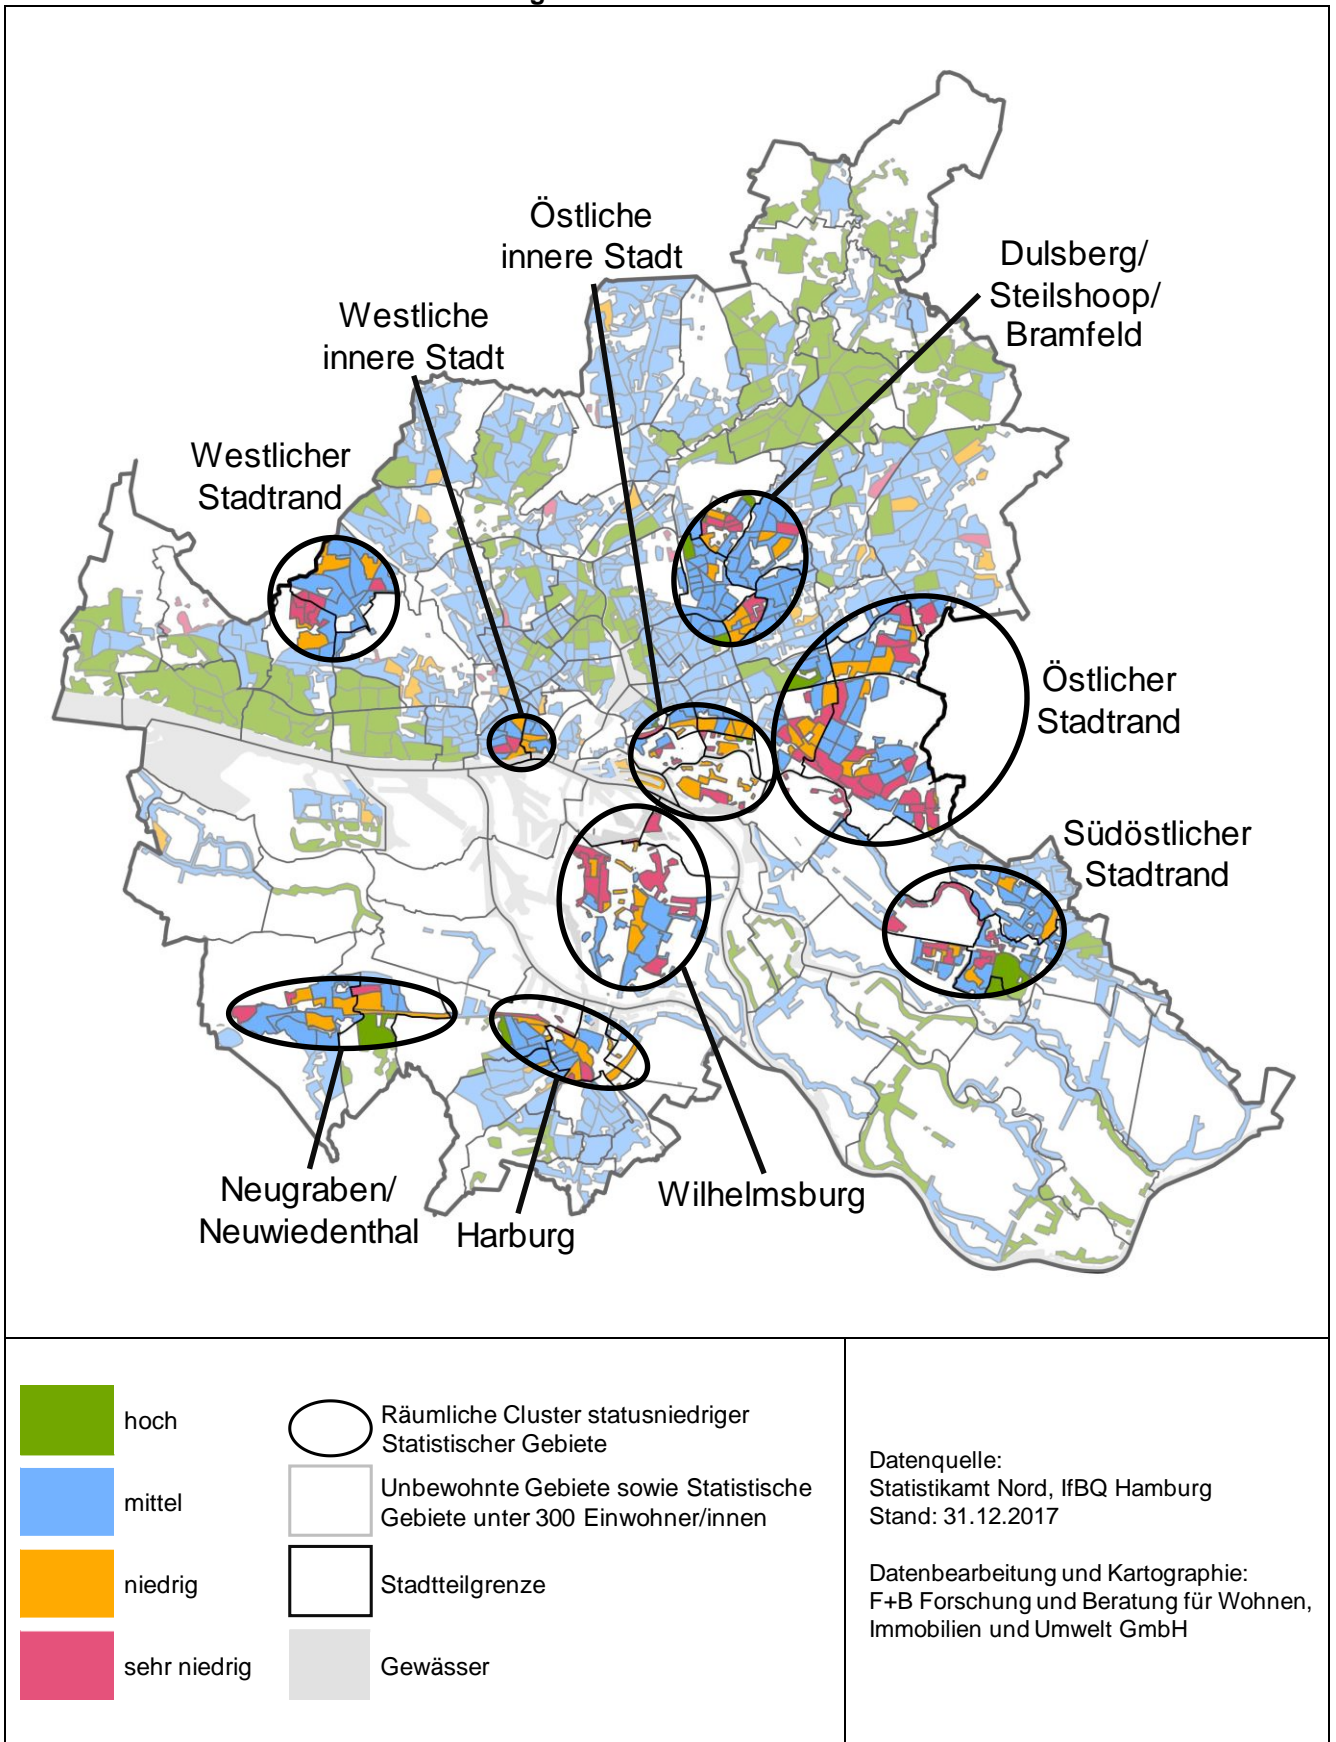 Östliche
innere Stadt
Dulsberg/
Steilshoop/
Bramfeld
Westliche
innere Stadt
Westlicher
Stadtrand
Östlicher
Stadtrand
Südöstlicher
Stadtrand
Neugraben/
Neuwiedenthal
Harburg
Wilhelmsburg
hoch
mittel
niedrig
sehr niedrig
Räumliche Cluster statusniedriger
Statistischer Gebiete
Unbewohnte Gebiete sowie Statistische
Gebiete unter 300 Einwohner/innen
Stadtteilgrenze
Gewässer
Datenquelle:
Statistikamt Nord, IfBQ Hamburg
Stand: 31.12.2017
Datenbearbeitung und Kartographie:
F+B Forschung und Beratung für Wohnen,
Immobilien und Umwelt GmbH